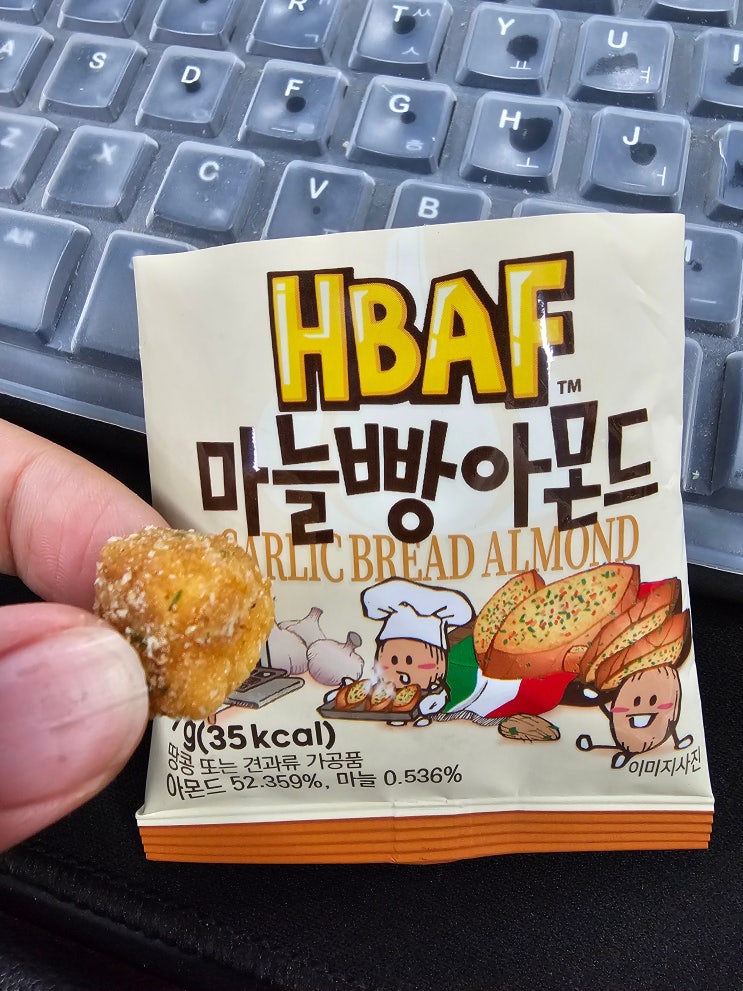 R T ㅅ Y ㅛ U ㅕ I
A S D F G ㅎ H ㅗ J ㅓ
Z X C V B M ㅡ
HBAF™
마늘빵아몬드
GARLIC BREAD ALMOND
g(35kcal)
땅콩 또는 견과류 가공품
아몬드 52.359%, 마늘 0.536%
이미지사진